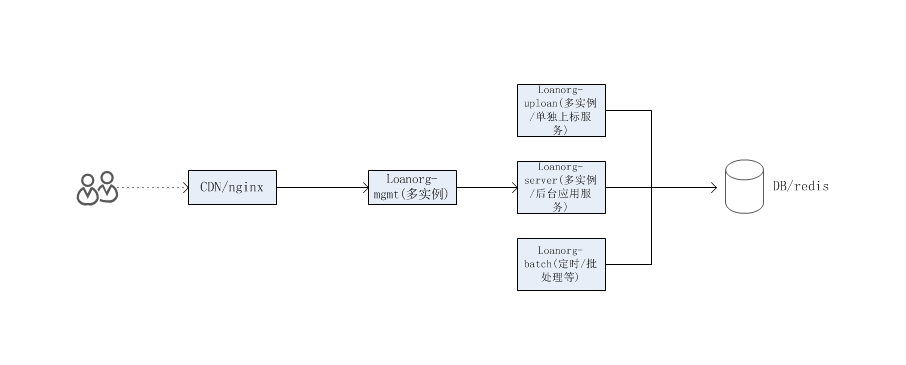 CDN/nginx
Loanorg-
mgmt(多实例)
Loanorg-
uploan(多实例
/单独上标服
务)
Loanorg-
server(多实例
/后台应用服
务)
Loanorg-
batch(定时/批
处理等)
DB/redis